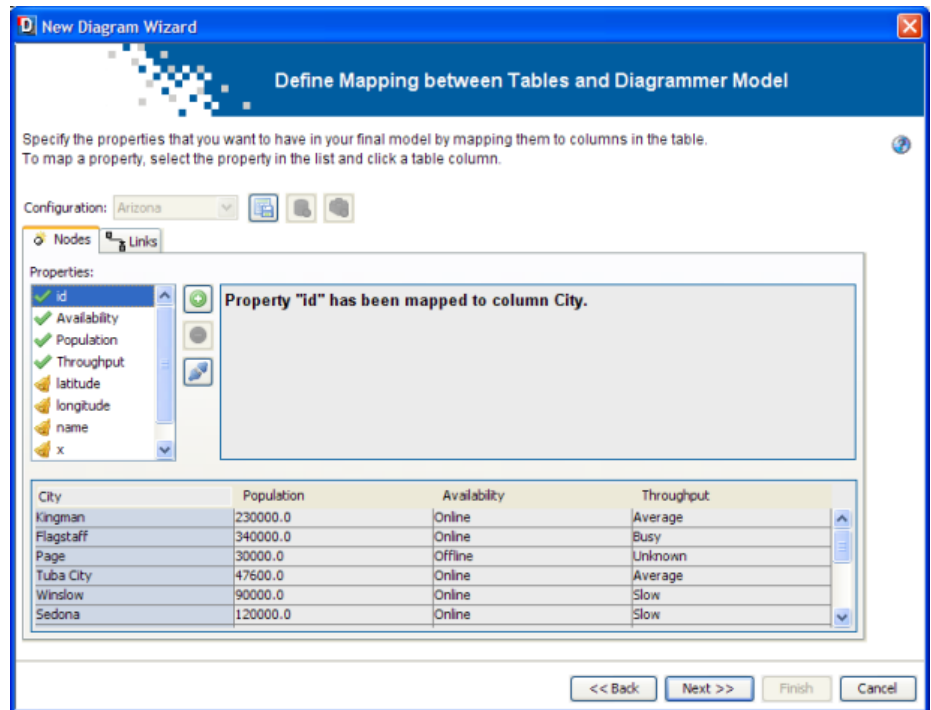 New Diagram Wizard
Define Mapping between Tables and Diagrammer Model
Specify the properties that you want to have in your final model by mapping them to columns in the table.
To map a property, select the property in the list and click a table column.
Configuration: Arizona
Nodes Links
Properties:
id
Availability
Population
Throughput
latitude
longitude
name
x
Property "id" has been mapped to column City.
City Population Availability Throughput
Kingman 230000.0 Online Average
Flagstaff 340000.0 Online Busy
Page 30000.0 Offline Unknown
Tuba City 47600.0 Online Average
Winslow 90000.0 Online Slow
Sedona 120000.0 Online Slow
<< Back Next >> Finish Cancel